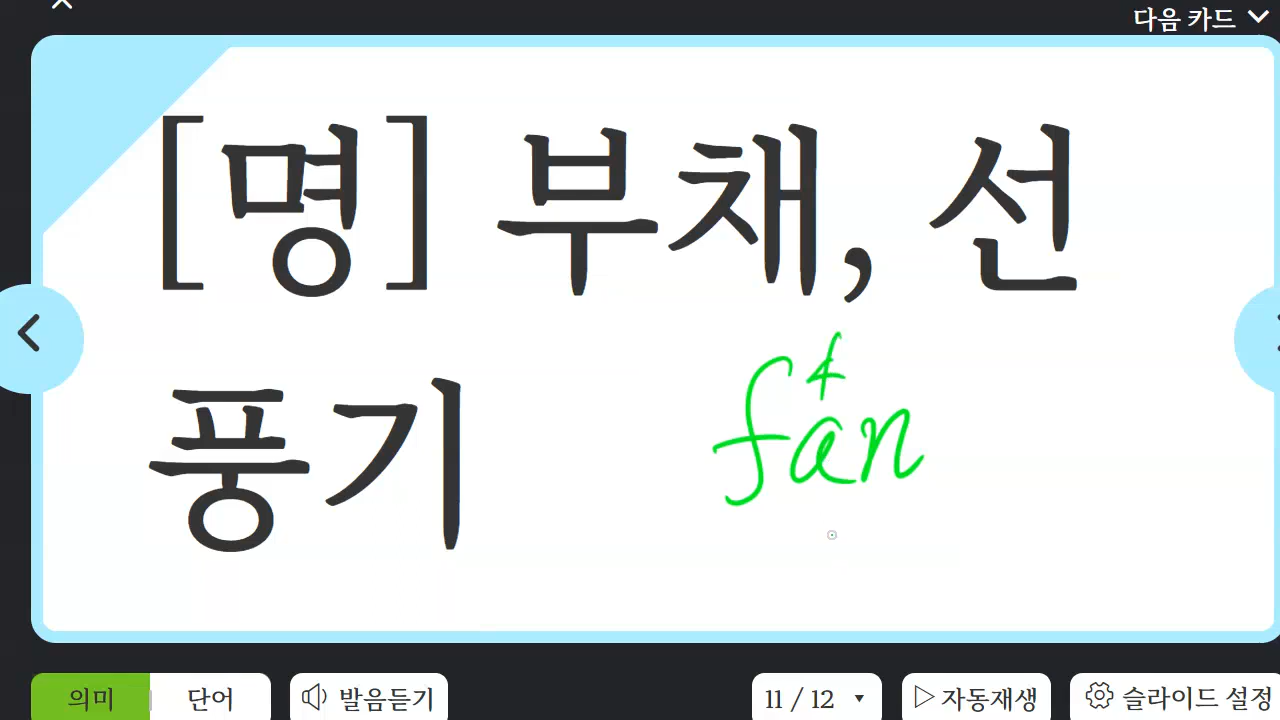 다음 카드
[명] 부채, 선
풍기
fan
의미
단어
발음듣기
11 / 12
자동재생
슬라이드 설정